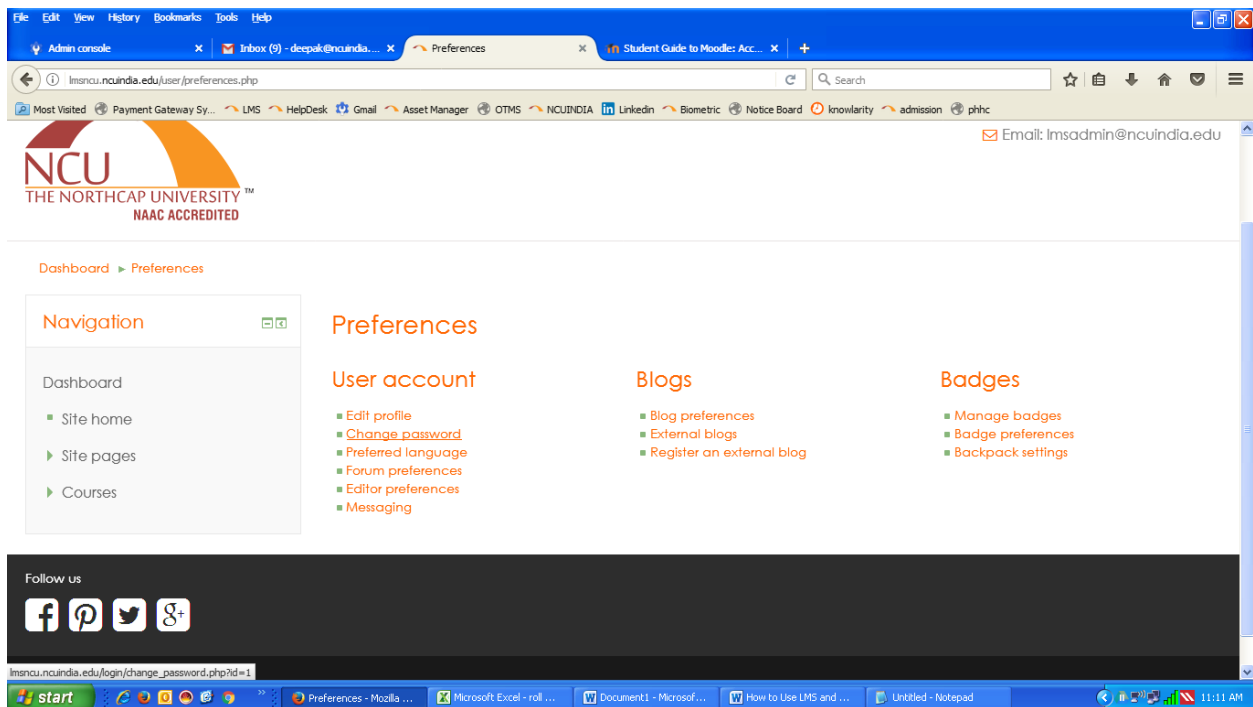 File Edit View History Bookmarks Tools Help
Admin console × Inbox (9) - deepak@ncuindia.... × Preferences × Student Guide to Moodle: Acc... × +
lmsncu.ncuindia.edu/user/preferences.php Search
Most Visited Payment Gateway Sy... LMS HelpDesk Gmail Asset Manager OTMS NCUINDIA Linkedin Biometric Notice Board knowlarity admission phhc
Email: lmsadmin@ncuindia.edu
NCU
THE NORTHCAP UNIVERSITY ™
NAAC ACCREDITED
Dashboard ► Preferences
Navigation
Dashboard
Site home
Site pages
Courses
Preferences
User account
Edit profile
Change password
Preferred language
Forum preferences
Editor preferences
Messaging
Blogs
Blog preferences
External blogs
Register an external blog
Badges
Manage badges
Badge preferences
Backpack settings
Follow us
lmsncu.ncuindia.edu/login/change_password.php?id=1
start Preferences - Mozilla ... Microsoft Excel - roll ... Document1 - Microsof... How to Use LMS and ... Untitled - Notepad 11:11 AM